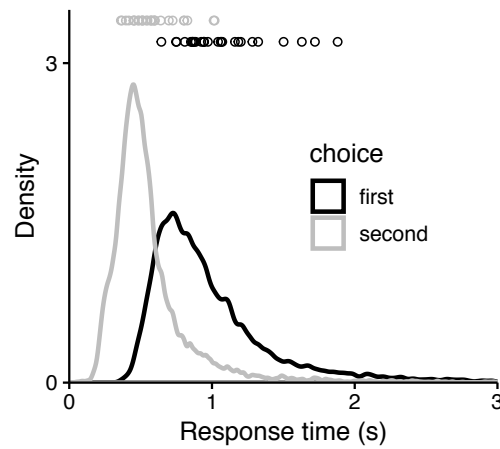 3
Density
choice
first
second
0
0 1 2 3
Response time (s)